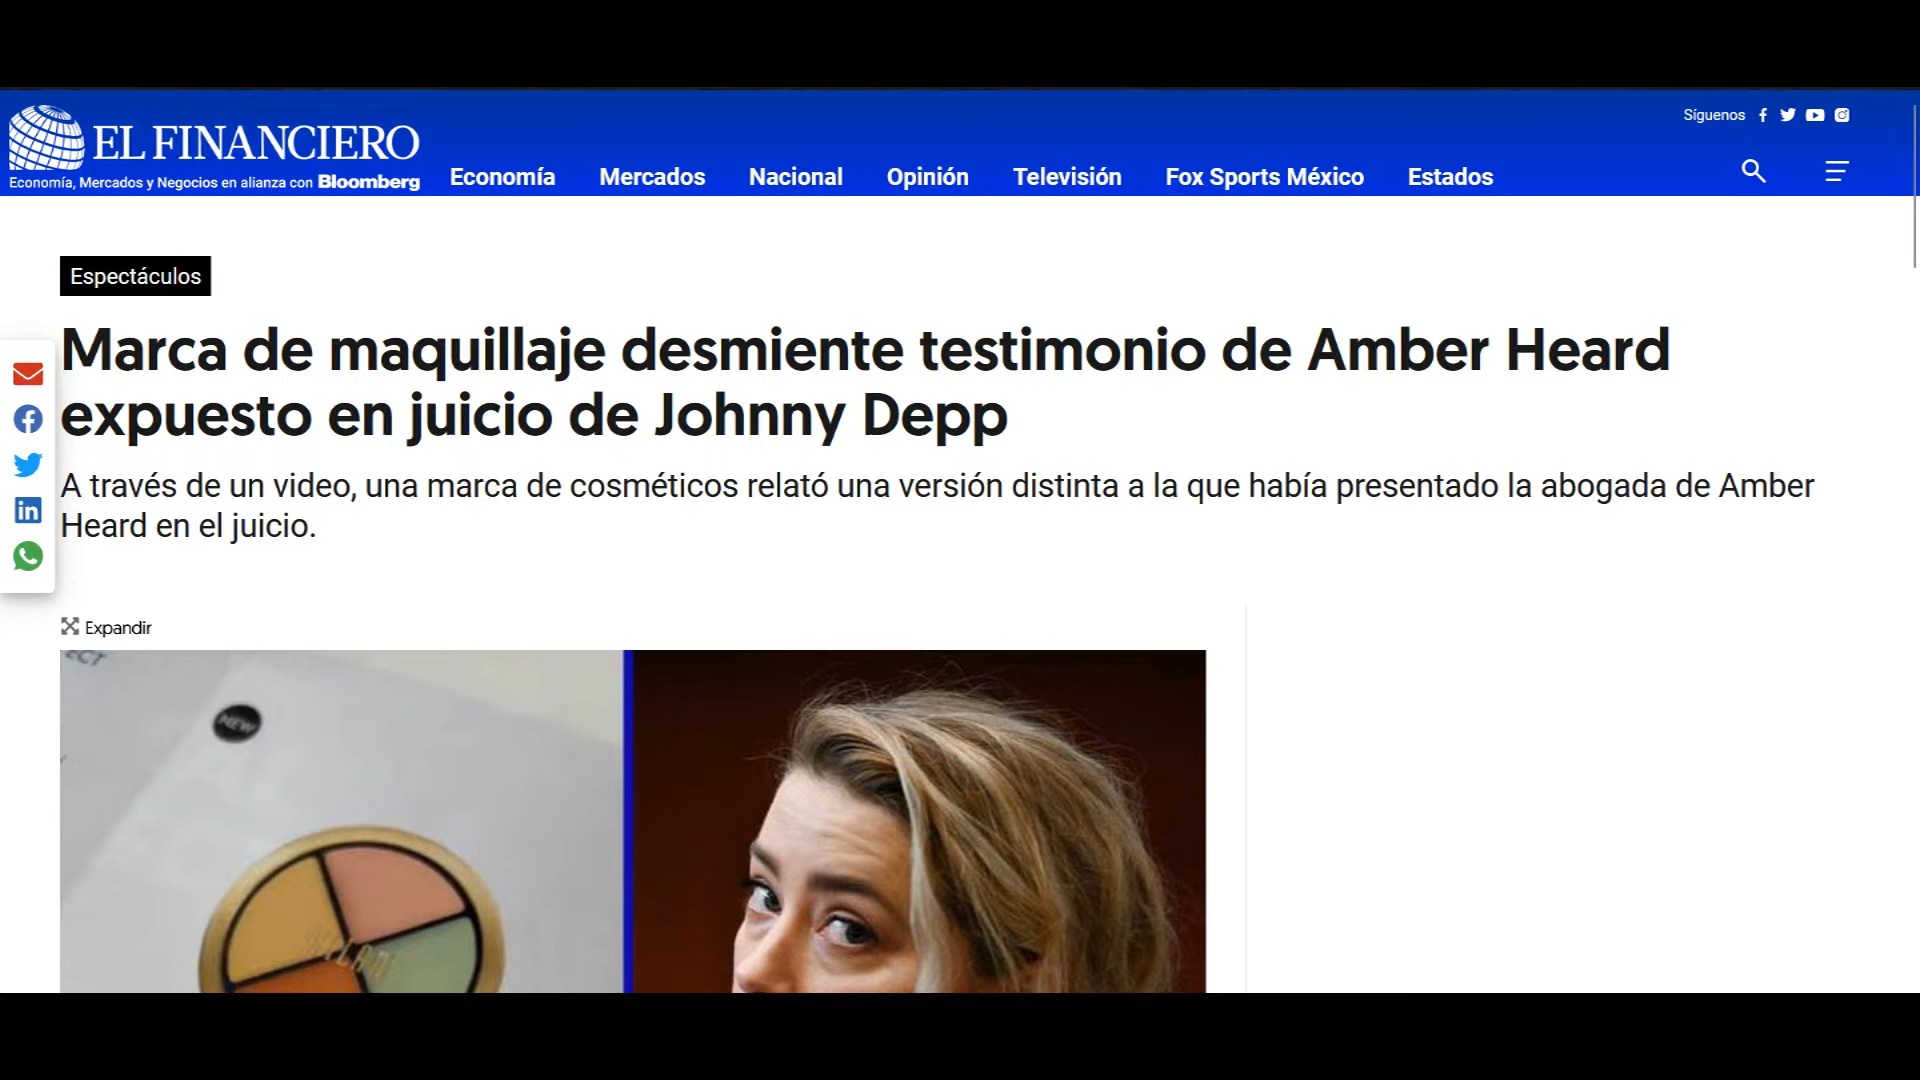 EL FINANCIERO
Economía, Mercados y Negocios en alianza con Bloomberg
Economía
Mercados
Nacional
Opinión
Televisión
Fox Sports México
Estados
Síguenos
Espectáculos
Marca de maquillaje desmiente testimonio de Amber Heard
expuesto en juicio de Johnny Depp
A través de un video, una marca de cosméticos relató una versión distinta a la que había presentado la abogada de Amber
Heard en el juicio.
Expandir
NEW